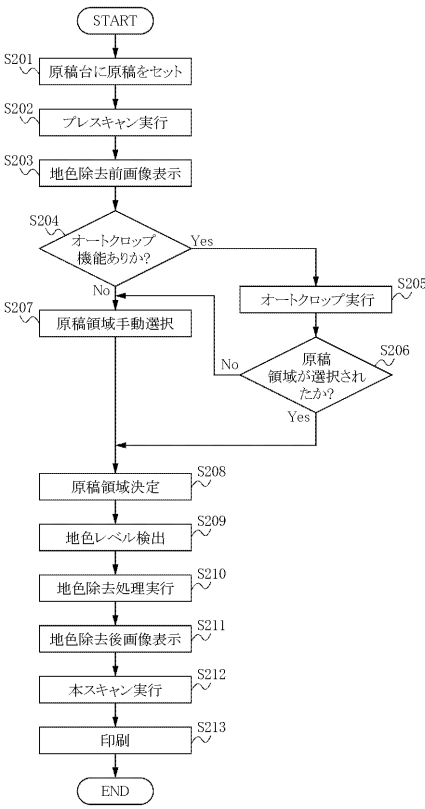 START
S201
原稿台に原稿をセット
S202
プレスキャン実行
S203
地色除去前画像表示
S204
オートクロップ
機能ありか?
Yes
No
S205
オートクロップ実行
S207
原稿領域手動選択
S206
原稿
領域が選択され
たか?
No
Yes
S208
原稿領域決定
S209
地色レベル検出
S210
地色除去処理実行
S211
地色除去後画像表示
S212
本スキャン実行
S213
印刷
END